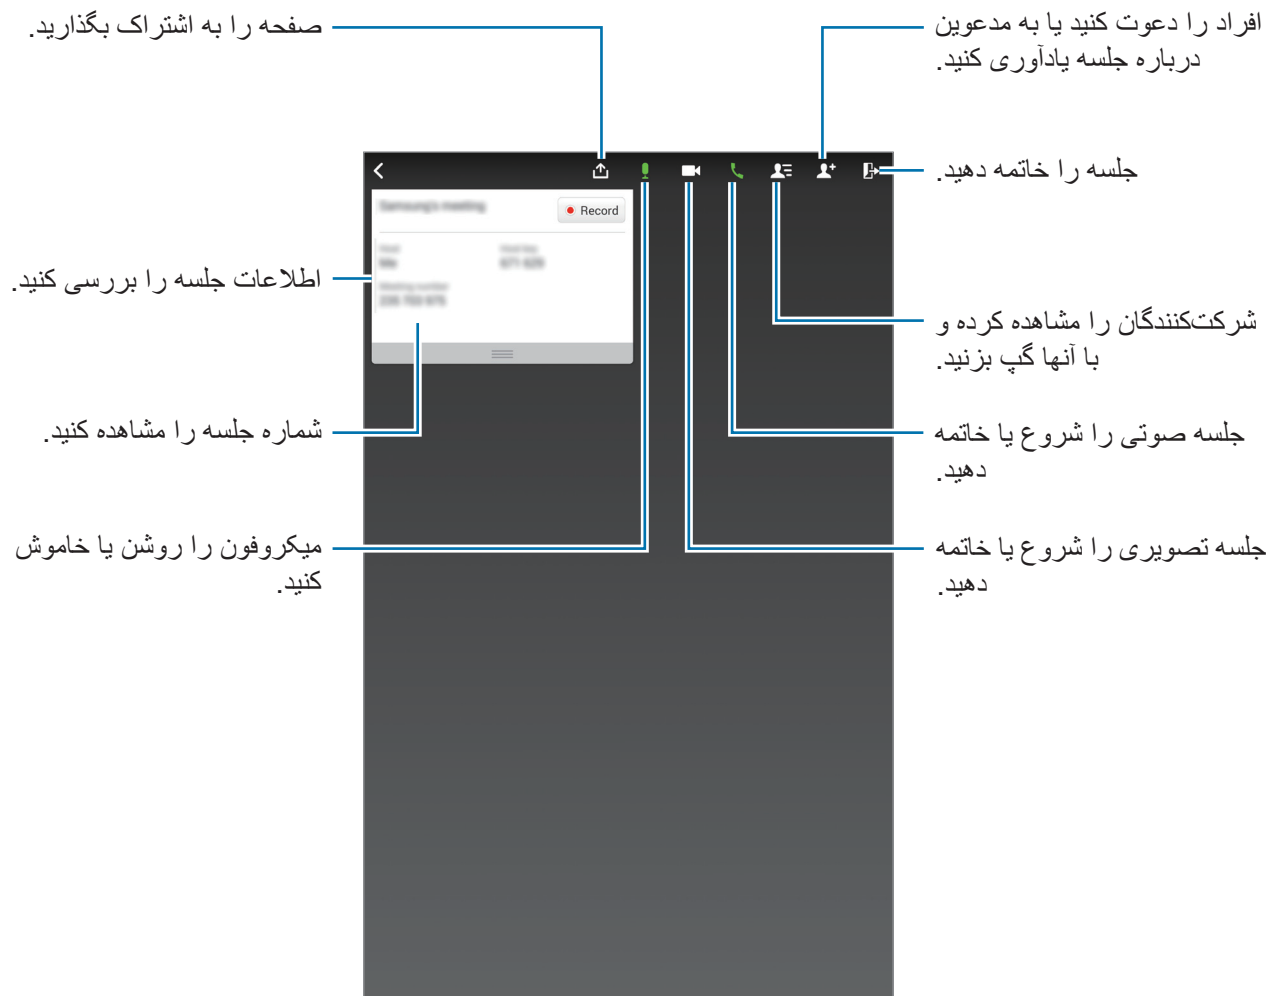 افراد را دعوت کنید یا به مدعوین
درباره جلسه یادآوری کنید.
صفحه را به اشتراک بگذارید.
جلسه را خاتمه دهید.
Record
اطلاعات جلسه را بررسی کنید.
شرکت‌کنندگان را مشاهده کرده و
با آنها گپ بزنید.
شماره جلسه را مشاهده کنید.
جلسه صوتی را شروع یا خاتمه
دهید.
میکروفون را روشن یا خاموش
کنید.
جلسه تصویری را شروع یا خاتمه
دهید.